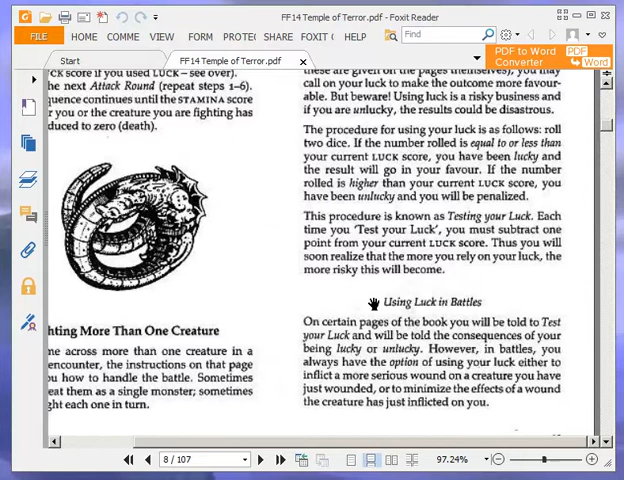 FF14 Temple of Terror.pdf - Foxit Reader
FILE HOME COMME VIEW FORM PROTE SHARE FOXIT C HELP Find
PDF to Word Converter
PDF
Word
Start
FF14 Temple of Terror.pdf
CK score if you used LUCK – see over).
he next Attack Round (repeat steps 1–6).
quence continues until the STAMINA score
r you or the creature you are fighting has
duced to zero (death).
hting More Than One Creature
me across more than one creature in a
encounter, the instructions on that page
u how to handle the battle. Sometimes
eat them as a single monster; sometimes
ght each one in turn.
these are given on the pages themselves), you may
call on your luck to make the outcome more favour-
able. But beware! Using luck is a risky business and
if you are unlucky, the results could be disastrous.
The procedure for using your luck is as follows: roll
two dice. If the number rolled is equal to or less than
your current LUCK score, you have been lucky and
the result will go in your favour. If the number
rolled is higher than your current LUCK score, you
have been unlucky and you will be penalized.
This procedure is known as Testing your Luck. Each
time you 'Test your Luck', you must subtract one
point from your current LUCK score. Thus you will
soon realize that the more you rely on your luck, the
more risky this will become.
Using Luck in Battles
On certain pages of the book you will be told to Test
your Luck and will be told the consequences of your
being lucky or unlucky. However, in battles, you
always have the option of using your luck either to
inflict a more serious wound on a creature you have
just wounded, or to minimize the effects of a wound
the creature has just inflicted on you.
8 / 107
97.24%